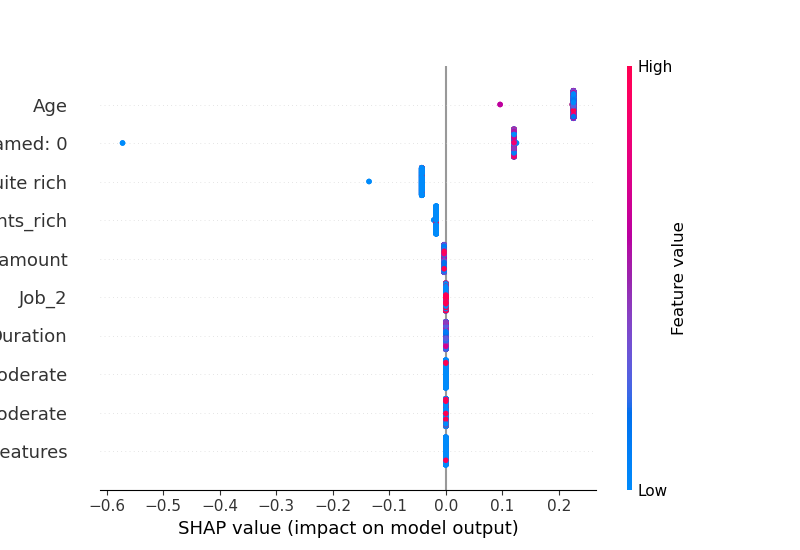 High
Age
amed: 0
uite rich
nts_rich
amount
Job_2
Duration
oderate
oderate
eatures
Low
−0.6 −0.5 −0.4 −0.3 −0.2 −0.1 0.0 0.1 0.2
SHAP value (impact on model output)
Feature value